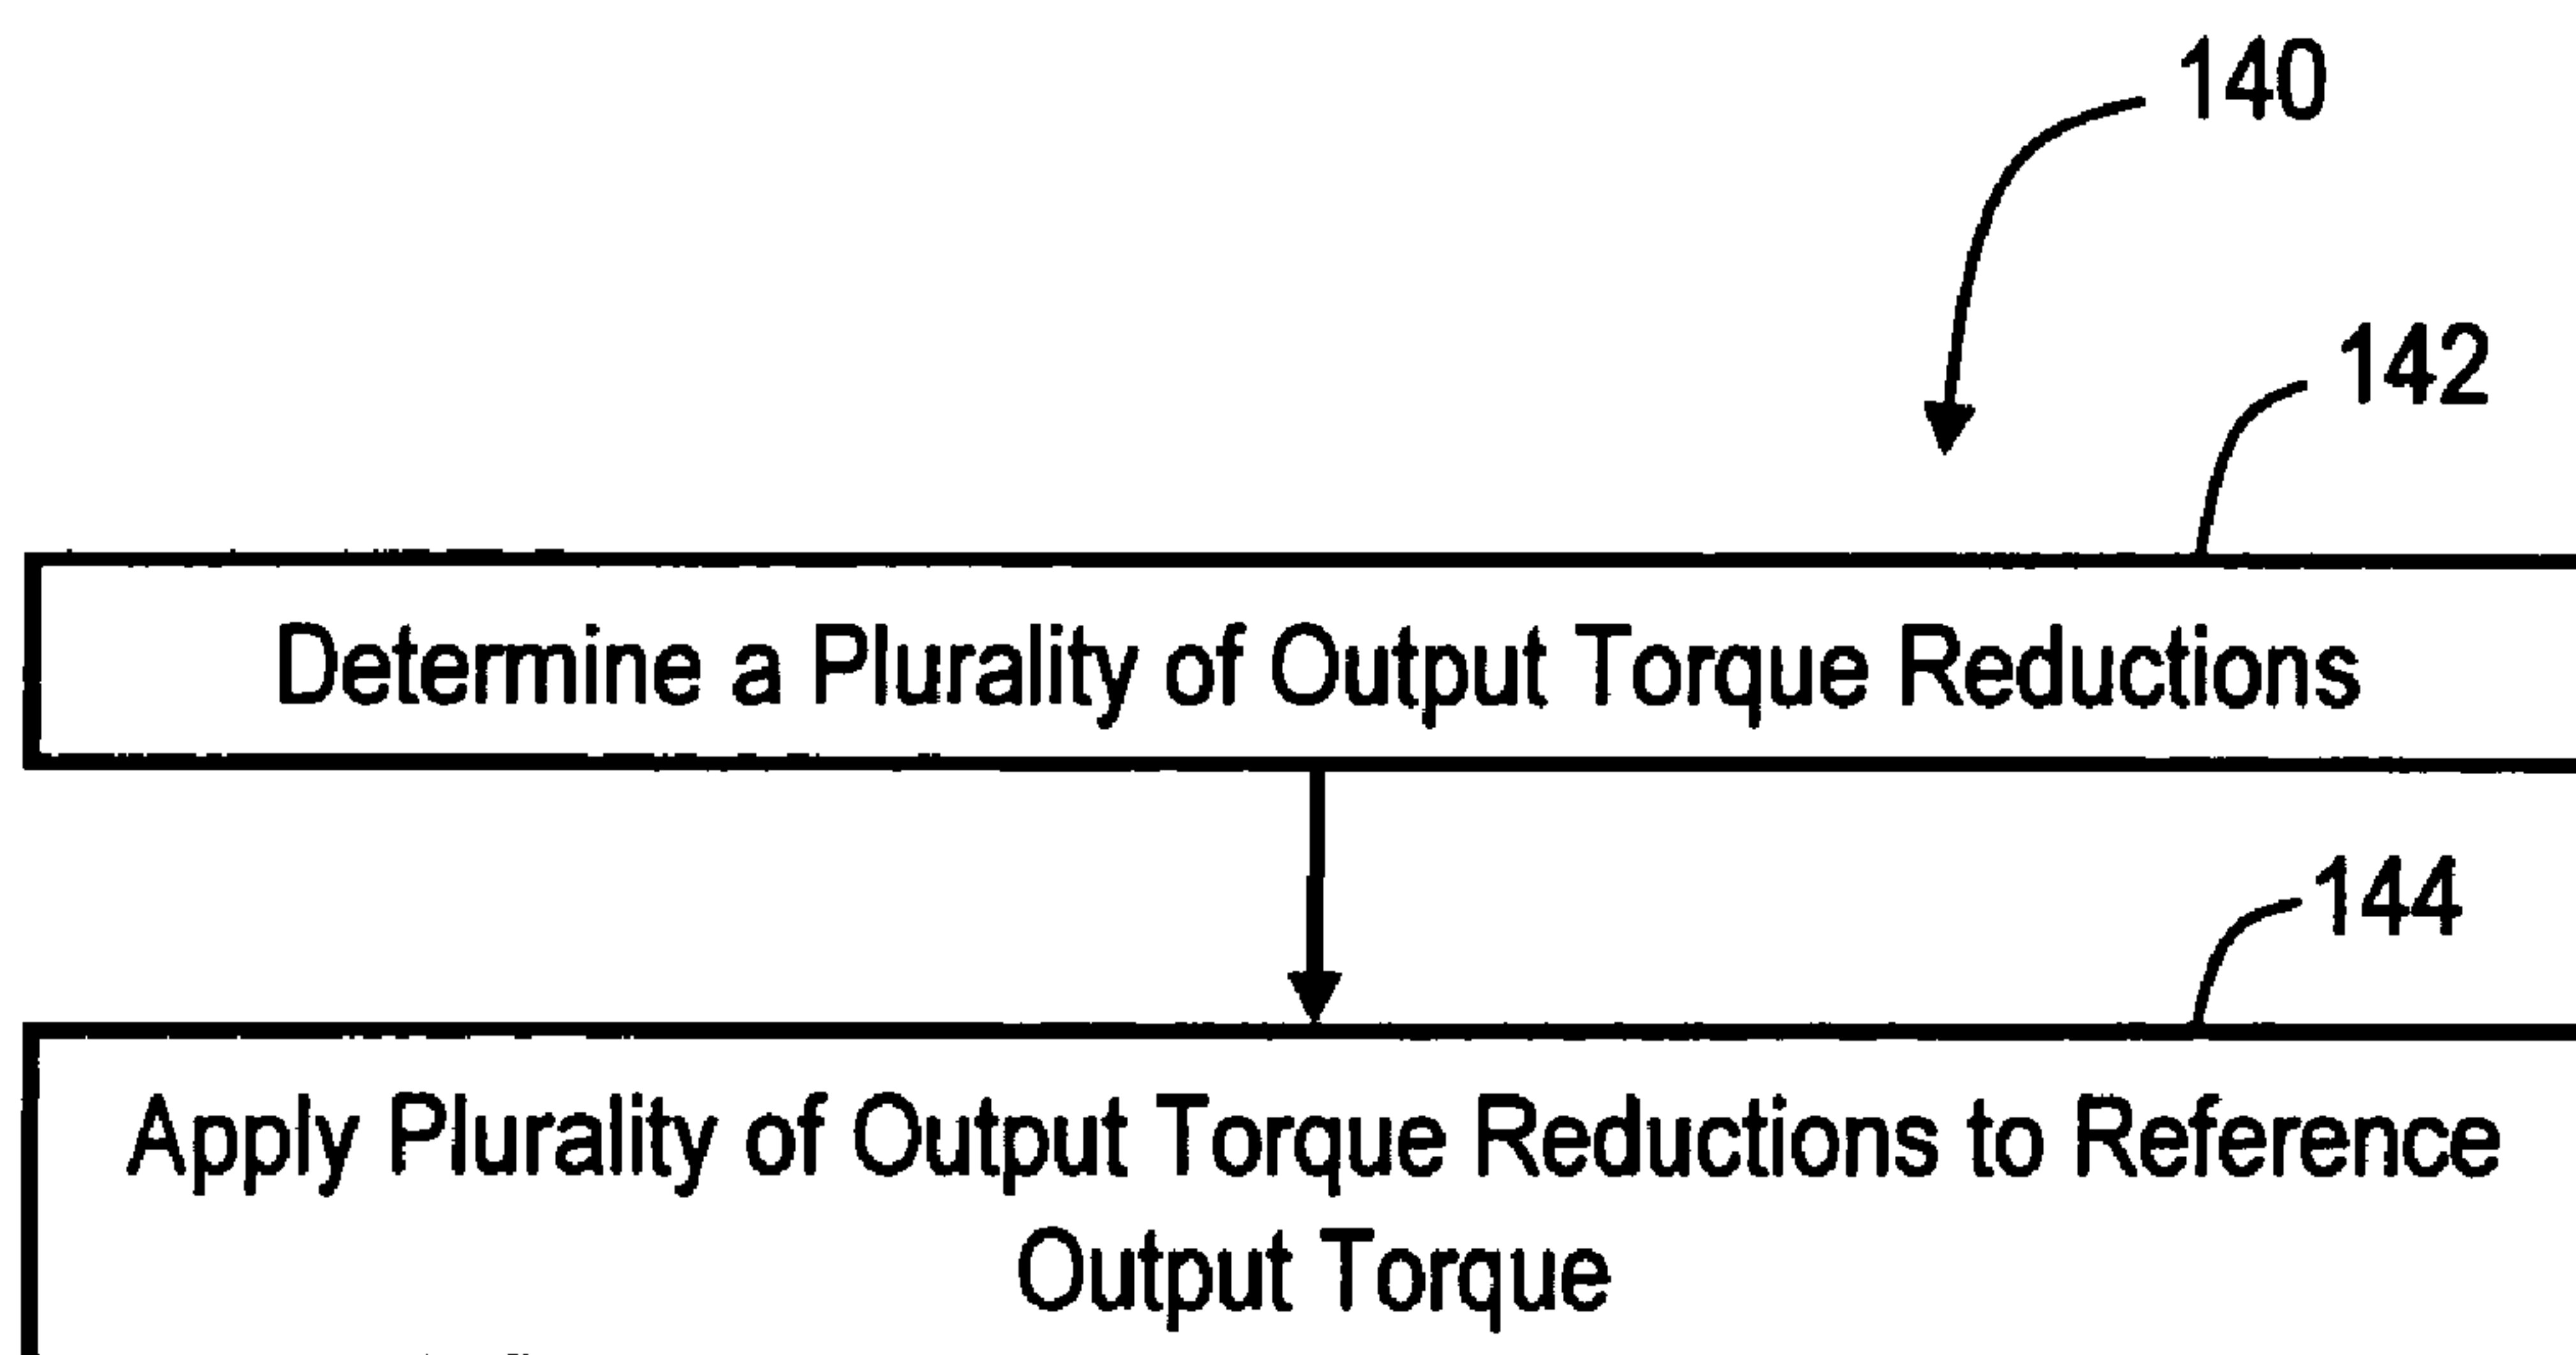 140
142
Determine a Plurality of Output Torque Reductions
144
Apply Plurality of Output Torque Reductions to Reference
Output Torque